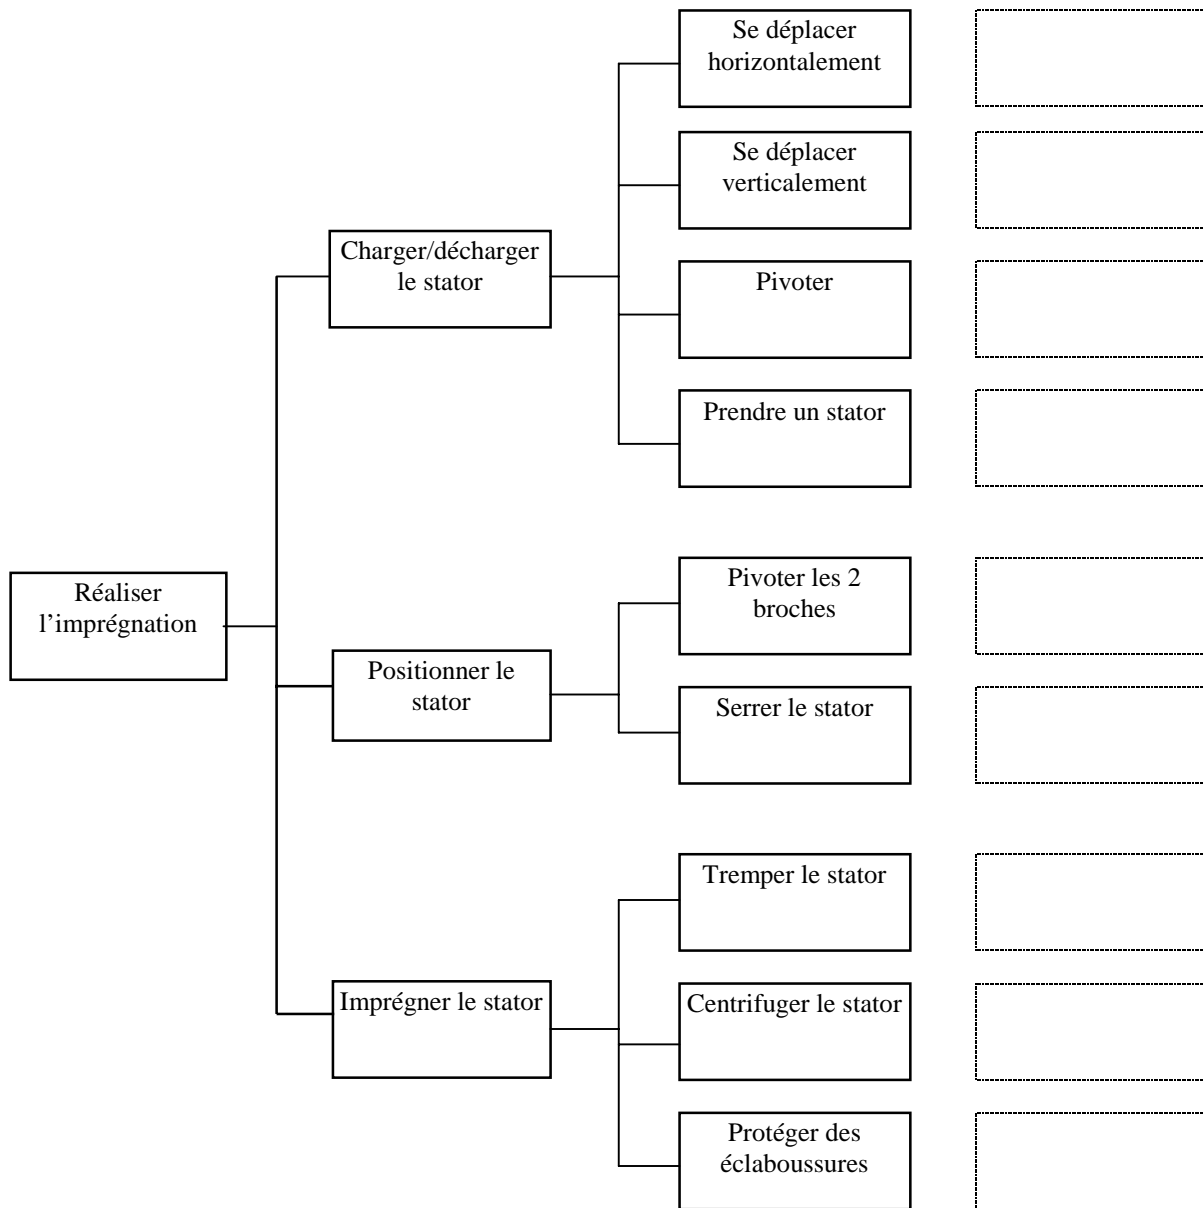 Se déplacer
horizontalement
Se déplacer
verticalement
Charger/décharger
le stator
Pivoter
Prendre un stator
Réaliser
l’imprégnation
Pivoter les 2
broches
Positionner le
stator
Serrer le stator
Tremper le stator
Imprégner le stator
Centrifuger le stator
Protéger des
éclaboussures